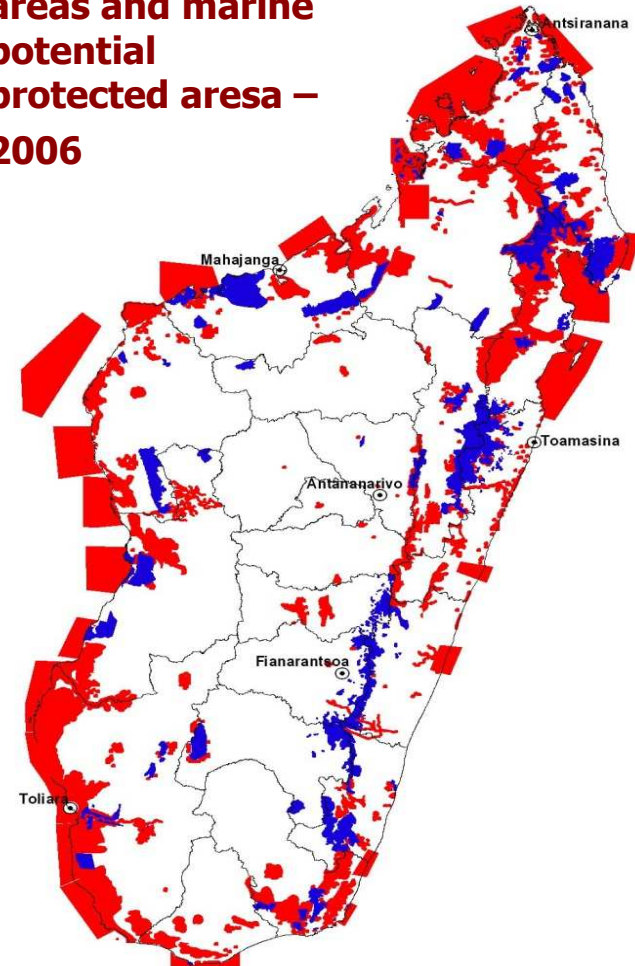 areas and marine
potential
protected aresa –
2006
Antsiranana
Mahajanga
Toamasina
Antananarivo
Fianarantsoa
Toliara